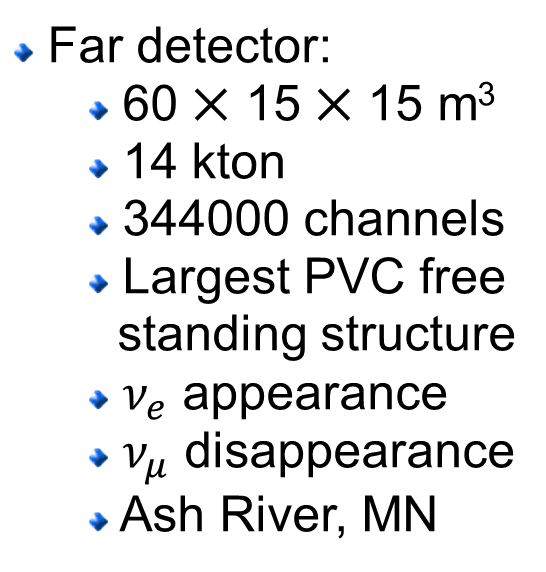 Far detector:
60 × 15 × 15 m³
14 kton
344000 channels
Largest PVC free
standing structure
νₑ appearance
ν_μ disappearance
Ash River, MN